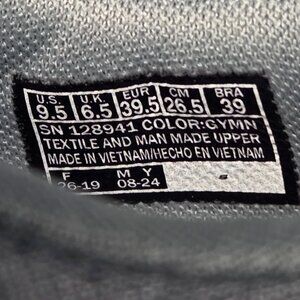 U.S. U.K. EUR CM BRA
9.5 6.5 39.5 26.5 39
SN 128941 COLOR:GYMN
TEXTILE AND MAN MADE UPPER
MADE IN VIETNAM/HECHO EN VIETNAM
F M Y
26-19 08-24